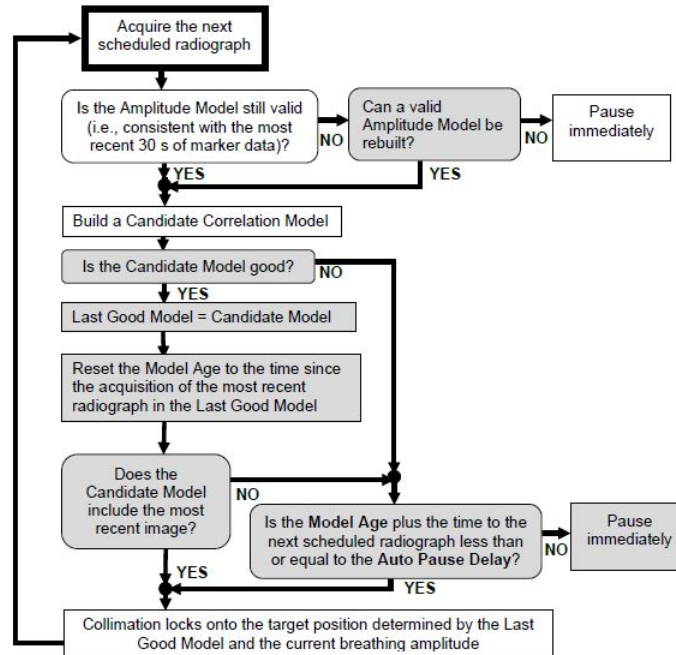 Acquire the next
scheduled radiograph
Is the Amplitude Model still valid
(i.e., consistent with the most
recent 30 s of marker data)?
NO
Can a valid
Amplitude Model be
rebuilt?
NO
Pause
immediately
YES
YES
Build a Candidate Correlation Model
Is the Candidate Model good?
NO
YES
Last Good Model = Candidate Model
Reset the Model Age to the time since
the acquisition of the most recent
radiograph in the Last Good Model
Does the
Candidate Model
include the most
recent image?
NO
Is the Model Age plus the time to the
next scheduled radiograph less than
or equal to the Auto Pause Delay?
NO
Pause
immediately
YES
YES
Collimation locks onto the target position determined by the Last
Good Model and the current breathing amplitude